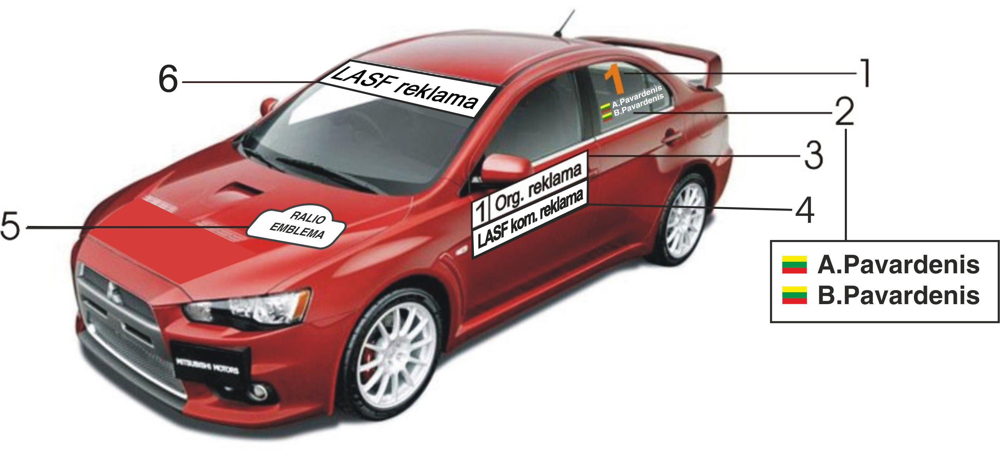 6
LASF reklama
1
1
A.Pavardenis
B.Pavardenis
2
3
1 Org. reklama
LASF kom. reklama
4
5
RALIO
EMBLEMA
A.Pavardenis
B.Pavardenis
MITSUBISHI MOTORS